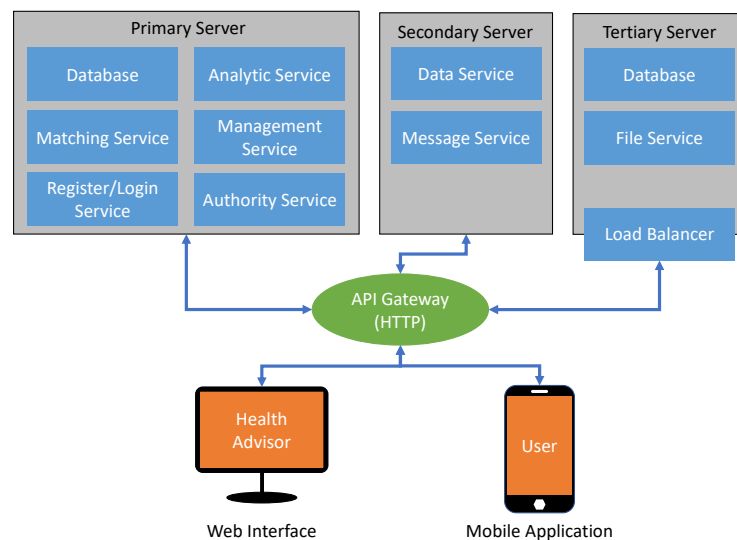 Primary Server
Database
Analytic Service
Matching Service
Management
Service
Register/Login
Service
Authority Service
Secondary Server
Data Service
Message Service
Tertiary Server
Database
File Service
Load Balancer
API Gateway
(HTTP)
Health
Advisor
User
Web Interface
Mobile Application